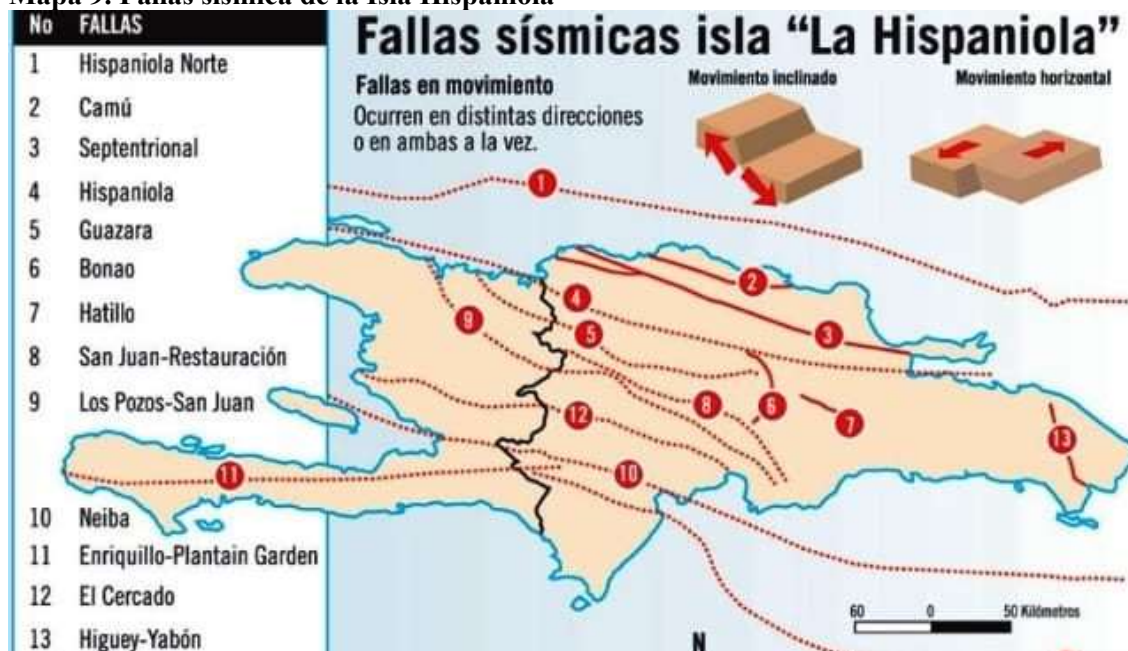 Mapa 9. Fallas sísmica de la Isla Hispaniola
No FALLAS
1 Hispaniola Norte
2 Camú
3 Septentrional
4 Hispaniola
5 Guazara
6 Bonao
7 Hatillo
8 San Juan-Restauración
9 Los Pozos-San Juan
10 Neiba
11 Enriquillo-Plantain Garden
12 El Cercado
13 Higuey-Yabón
Fallas sísmicas isla “La Hispaniola”
Fallas en movimiento
Ocurren en distintas direcciones
o en ambas a la vez.
Movimiento inclinado
Movimiento horizontal
1
2
3
4
5
9
8
6
7
12
13
11
10
60 0 50 Kilómetros
N